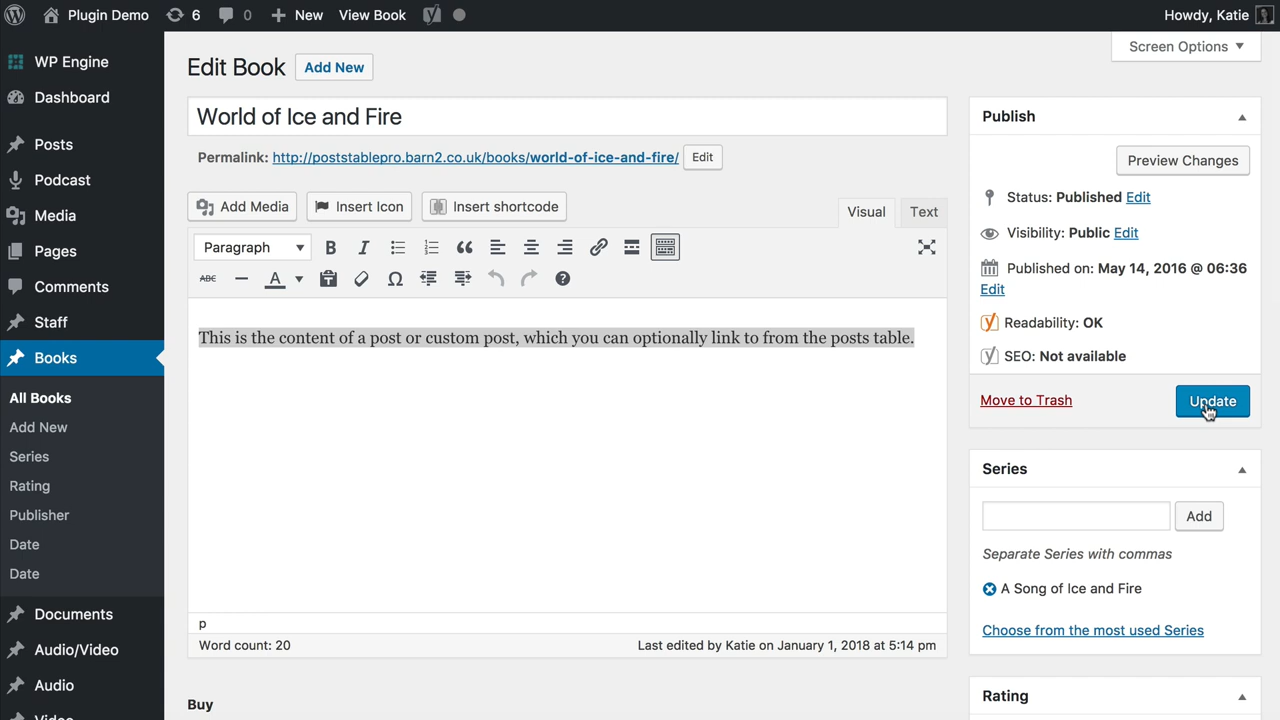 Plugin Demo 6 0 New View Book Howdy, Katie
Screen Options
WP Engine
Dashboard
Posts
Podcast
Media
Pages
Comments
Staff
Books
All Books
Add New
Series
Rating
Publisher
Date
Date
Documents
Audio/Video
Audio
Video
Edit Book Add New
World of Ice and Fire
Permalink: http://poststablepro.barn2.co.uk/books/world-of-ice-and-fire/ Edit
Add Media Insert Icon Insert shortcode
Visual Text
Paragraph B I
ABC A
This is the content of a post or custom post, which you can optionally link to from the posts table.
p
Word count: 20 Last edited by Katie on January 1, 2018 at 5:14 pm
Buy
Publish
Preview Changes
Status: Published Edit
Visibility: Public Edit
Published on: May 14, 2016 @ 06:36
Edit
Readability: OK
SEO: Not available
Move to Trash Update
Series
Add
Separate Series with commas
A Song of Ice and Fire
Choose from the most used Series
Rating